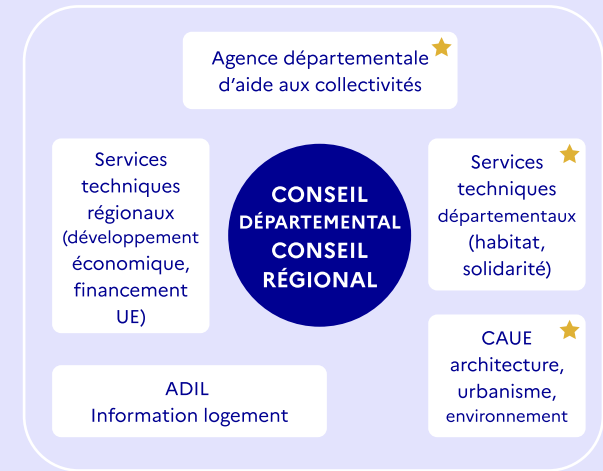 Agence départementale
d’aide aux collectivités
Services
techniques
régionaux
(développement
économique,
financement
UE)
CONSEIL
DÉPARTEMENTAL
CONSEIL
RÉGIONAL
Services
techniques
départementaux
(habitat,
solidarité)
CAUE
architecture,
urbanisme,
environnement
ADIL
Information logement